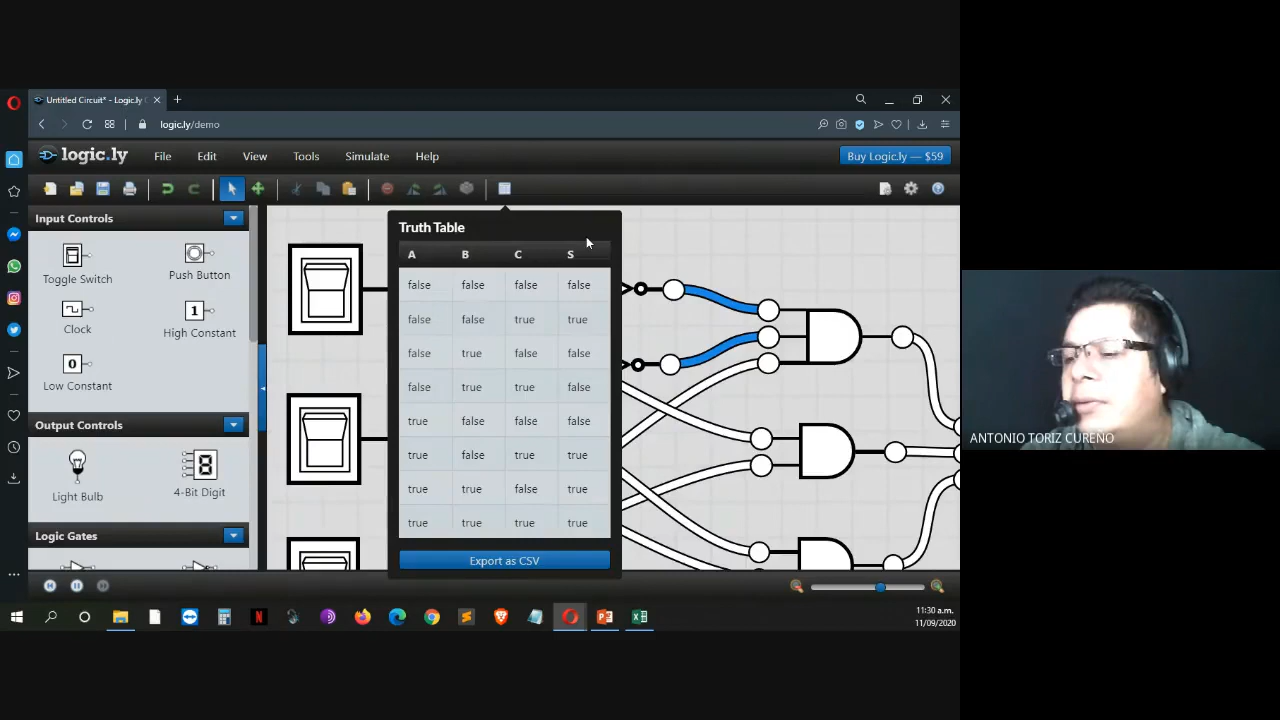 Untitled Circuit* - Logic.ly
logic.ly/demo
logic.ly File Edit View Tools Simulate Help Buy Logic.ly — $59
Input Controls
Toggle Switch Push Button
Clock High Constant
1
0
Low Constant
Output Controls
Light Bulb 4-Bit Digit
Logic Gates
Truth Table
A B C S
false false false false
false false true true
false true false false
false true true false
true false false false
true false true true
true true false true
true true true true
Export as CSV
ANTONIO TORIZ CUREÑO
11:30 a.m.
11/09/2020